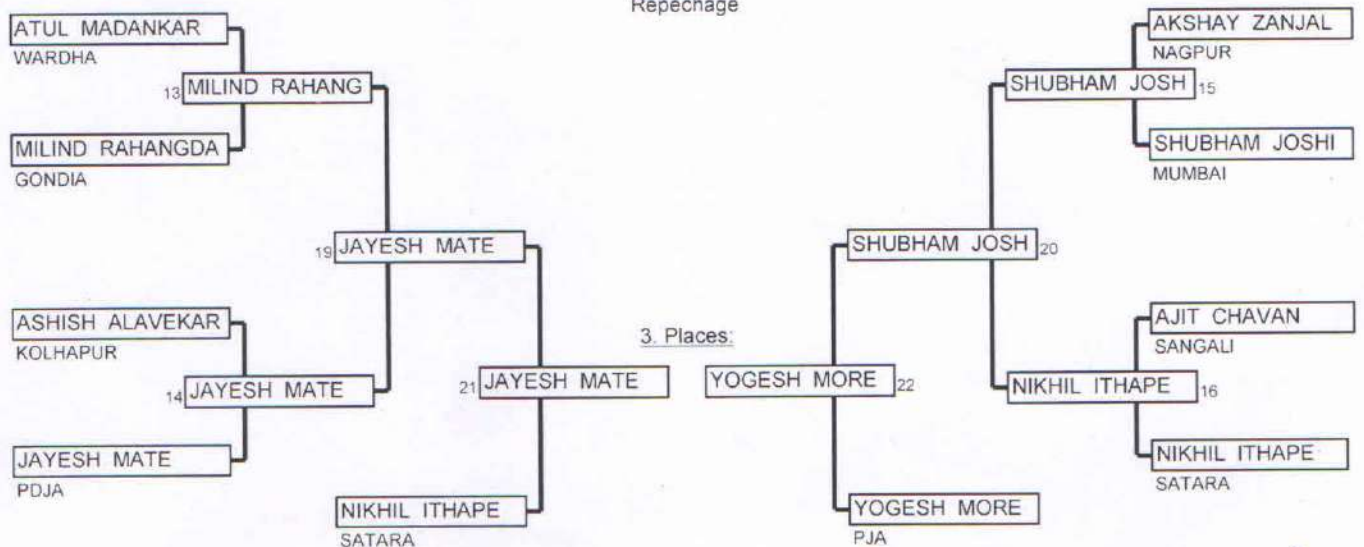 Repechage
ATUL MADANKAR
WARDHA
13 MILIND RAHANG
MILIND RAHANGDA
GONDIA
19 JAYESH MATE
ASHISH ALAVEKAR
KOLHAPUR
14 JAYESH MATE
JAYESH MATE
PDJA
21 JAYESH MATE
NIKHIL ITHAPE
SATARA
3. Places:
AKSHAY ZANJAL
NAGPUR
SHUBHAM JOSH 15
SHUBHAM JOSHI
MUMBAI
SHUBHAM JOSH 20
AJIT CHAVAN
SANGALI
NIKHIL ITHAPE 16
NIKHIL ITHAPE
SATARA
YOGESH MORE 22
YOGESH MORE
PJA